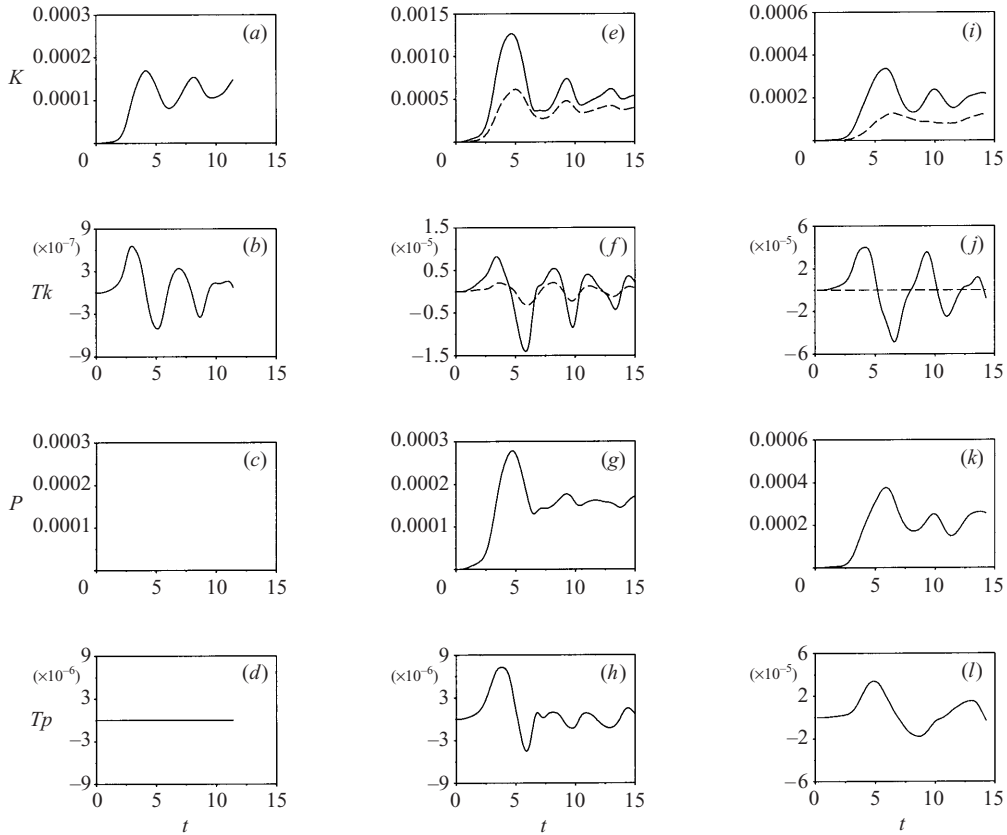 0.0003
(a)
K
0.0001
0 5 10 15
0.0015
(e)
0.0010
0.0005
0 5 10 15
0.0006
(i)
0.0004
0.0002
0 5 10 15
9
(×10⁻⁷)
(b)
3
Tk
−3
−9
0 5 10 15
1.5
(×10⁻⁵)
(f)
0.5
−0.5
−1.5
0 5 10 15
6
(×10⁻⁵)
(j)
2
−2
−6
0 5 10 15
0.0003
(c)
0.0002
P
0.0001
0 5 10 15
0.0003
(g)
0.0002
0.0001
0 5 10 15
0.0006
(k)
0.0004
0.0002
0 5 10 15
9
(×10⁻⁶)
(d)
3
Tp
−3
−9
0 5 10 15
t
9
(×10⁻⁶)
(h)
3
−3
−9
0 5 10 15
t
6
(×10⁻⁵)
(l)
2
−2
−6
0 5 10 15
t